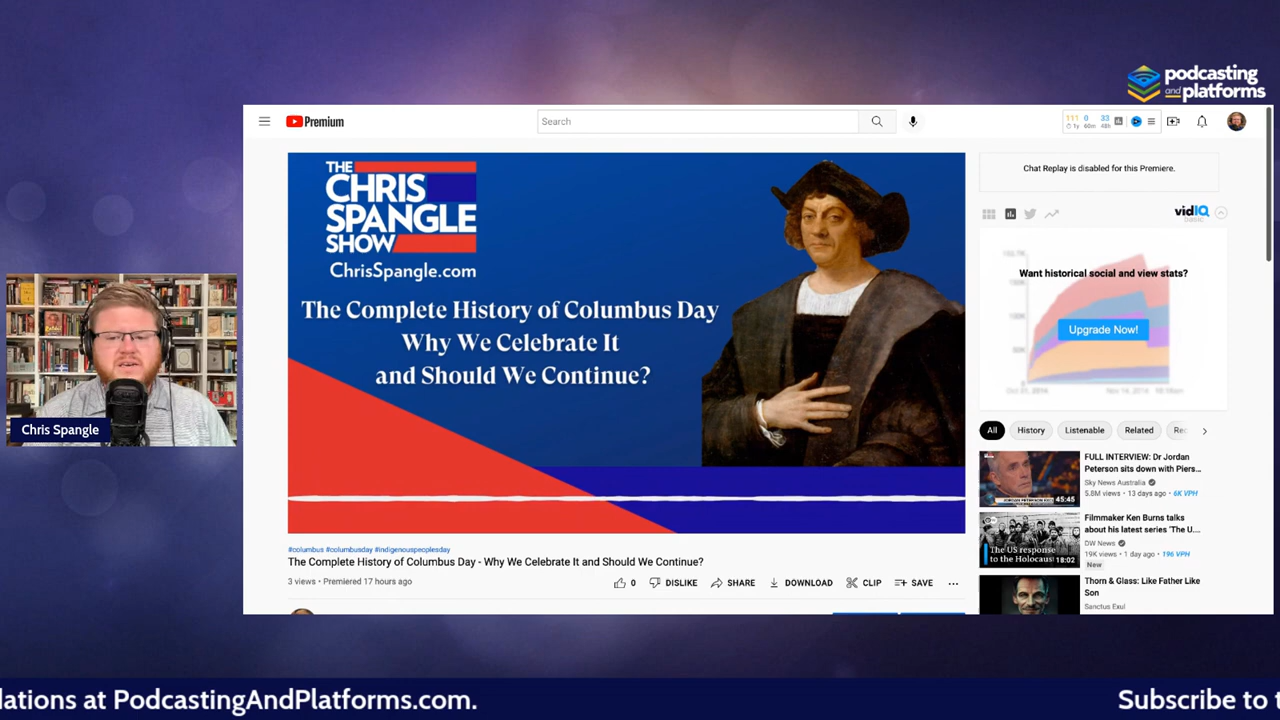 podcasting
and platforms
Premium
Search
111 0 33
1y 60m 48h
THE
CHRIS
SPANGLE
SHOW
ChrisSpangle.com
The Complete History of Columbus Day
Why We Celebrate It
and Should We Continue?
#columbus #columbusday #indigenouspeoplesday
The Complete History of Columbus Day - Why We Celebrate It and Should We Continue?
3 views • Premiered 17 hours ago
0
DISLIKE
SHARE
DOWNLOAD
CLIP
SAVE
Chat Replay is disabled for this Premiere.
vidIQ
basic
Want historical social and view stats?
Upgrade Now!
All
History
Listenable
Related
FULL INTERVIEW: Dr Jordan
Peterson sits down with Piers...
Sky News Australia
5.8M views • 13 days ago • 6K VPH
45:45
Filmmaker Ken Burns talks
about his latest series 'The U....
DW News
19K views • 1 day ago • 196 VPH
New
The US response
to the Holocaust
18:02
Thorn & Glass: Like Father Like
Son
Sanctus Exul
Chris Spangle
lations at PodcastingAndPlatforms.com.
Subscribe to t